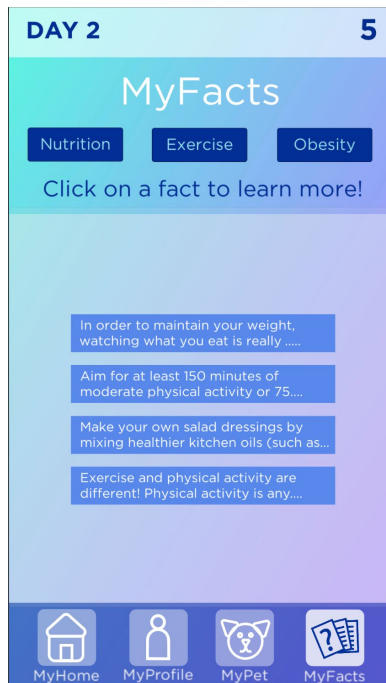 DAY 2 5
MyFacts
Nutrition Exercise Obesity
Click on a fact to learn more!
In order to maintain your weight,
watching what you eat is really .....
Aim for at least 150 minutes of
moderate physical activity or 75....
Make your own salad dressings by
mixing healthier kitchen oils (such as...
Exercise and physical activity are
different! Physical activity is any....
?
MyHome MyProfile MyPet MyFacts